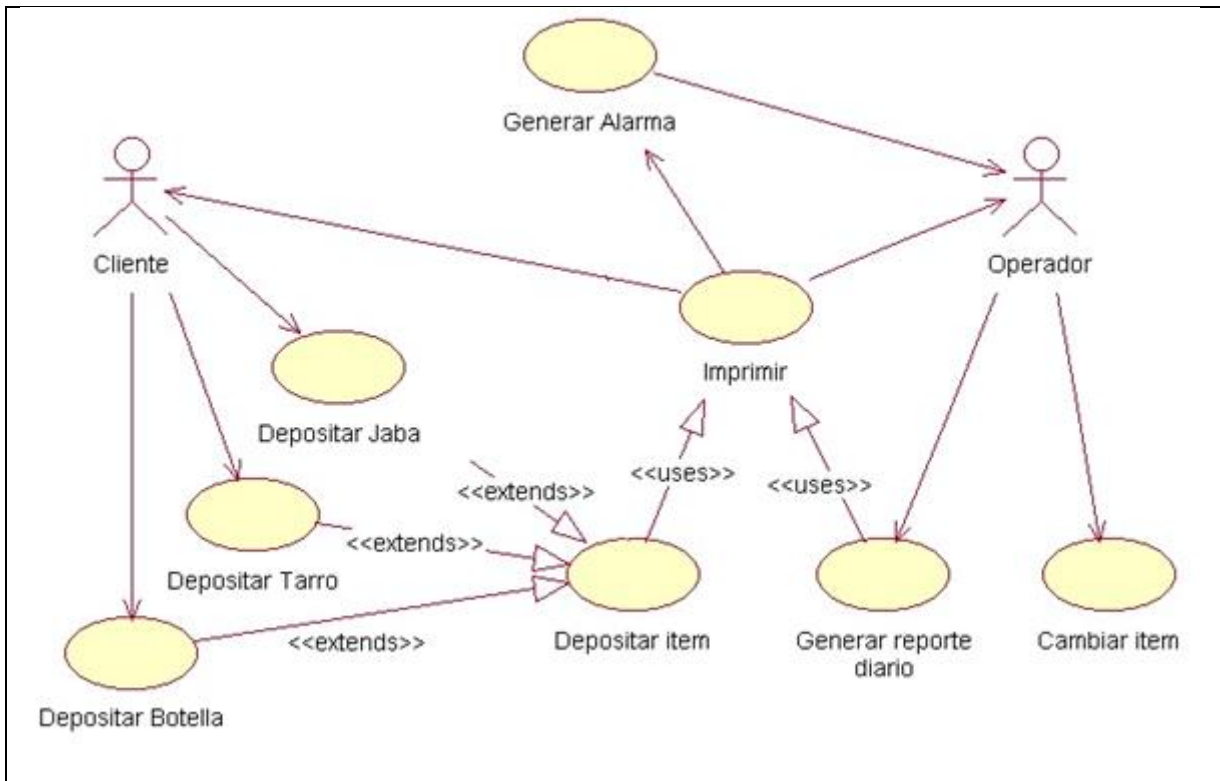 Generar Alarma
Cliente
Operador
Imprimir
Depositar Jaba
<<extends>>
<<uses>>
<<uses>>
<<extends>>
Depositar Tarro
<<extends>>
Depositar item
Generar reporte
diario
Cambiar item
Depositar Botella